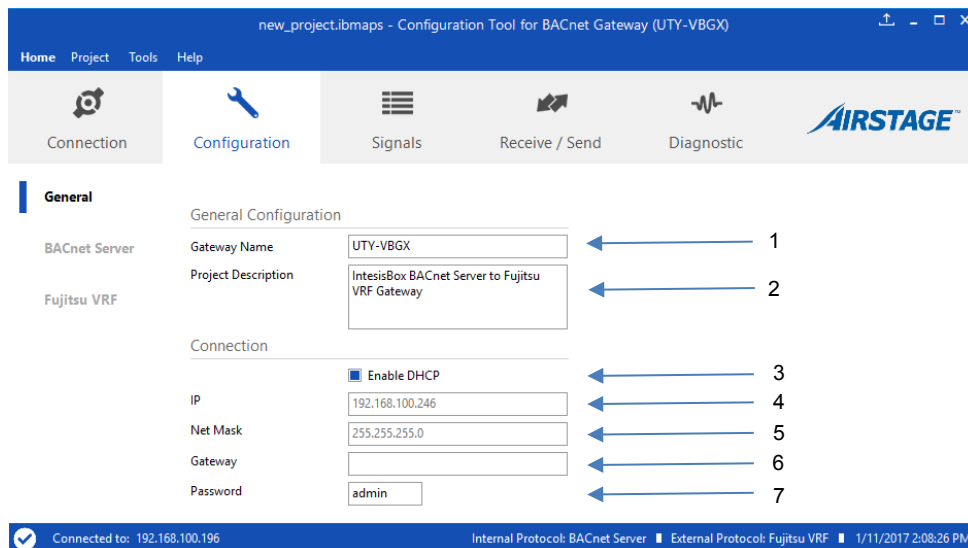 new_project.ibmaps - Configuration Tool for BACnet Gateway (UTY-VBGX)
Home Project Tools Help
Connection Configuration Signals Receive / Send Diagnostic AIRSTAGE™
General
General Configuration
BACnet Server
Gateway Name UTY-VBGX 1
Project Description IntesisBox BACnet Server to Fujitsu
VRF Gateway 2
Fujitsu VRF
Connection
Enable DHCP 3
IP 192.168.100.246 4
Net Mask 255.255.255.0 5
Gateway 6
Password admin 7
Connected to: 192.168.100.196 Internal Protocol: BACnet Server External Protocol: Fujitsu VRF 1/11/2017 2:08:26 PM